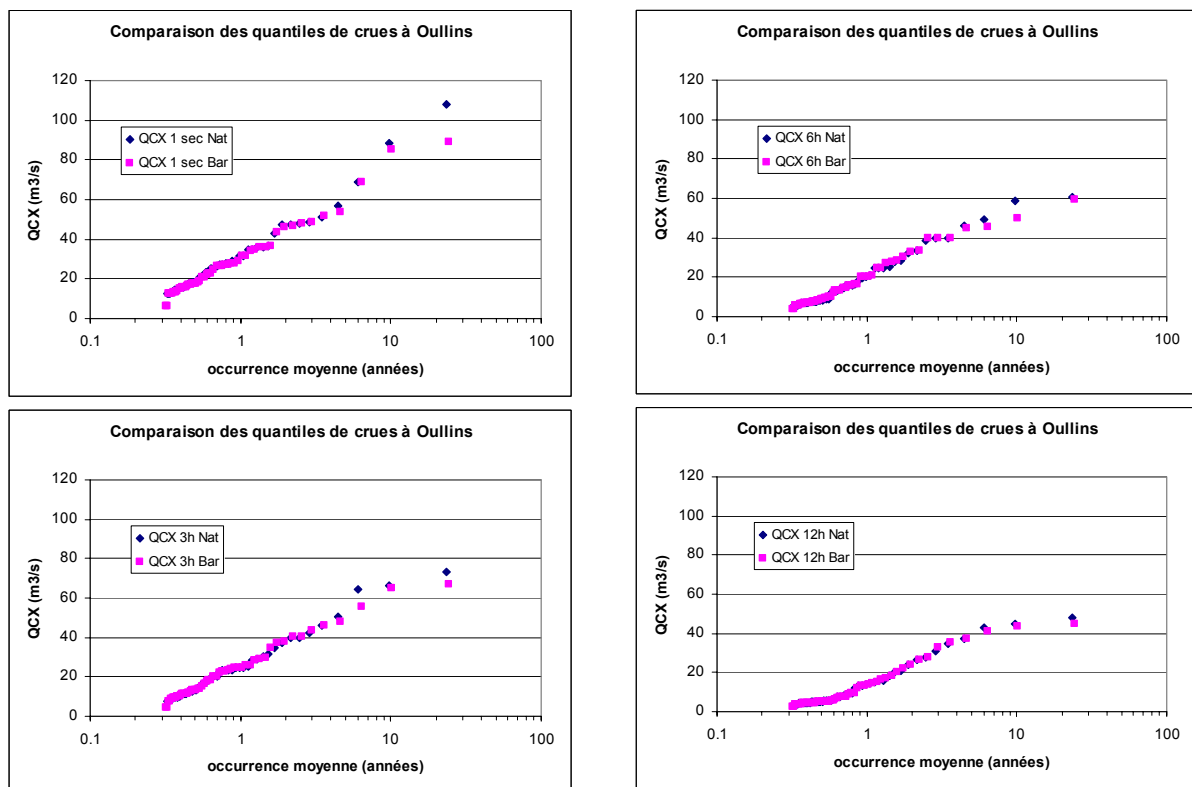 Comparaison des quantiles de crues à Oullins
120
100
80
60
40
20
0
0.1 1 10 100
QCX (m3/s)
occurrence moyenne (années)
QCX 1 sec Nat
QCX 1 sec Bar
Comparaison des quantiles de crues à Oullins
120
100
80
60
40
20
0
0.1 1 10 100
QCX (m3/s)
occurrence moyenne (années)
QCX 6h Nat
QCX 6h Bar
Comparaison des quantiles de crues à Oullins
120
100
80
60
40
20
0
0.1 1 10 100
QCX (m3/s)
occurrence moyenne (années)
QCX 3h Nat
QCX 3h Bar
Comparaison des quantiles de crues à Oullins
120
100
80
60
40
20
0
0.1 1 10 100
QCX (m3/s)
occurrence moyenne (années)
QCX 12h Nat
QCX 12h Bar